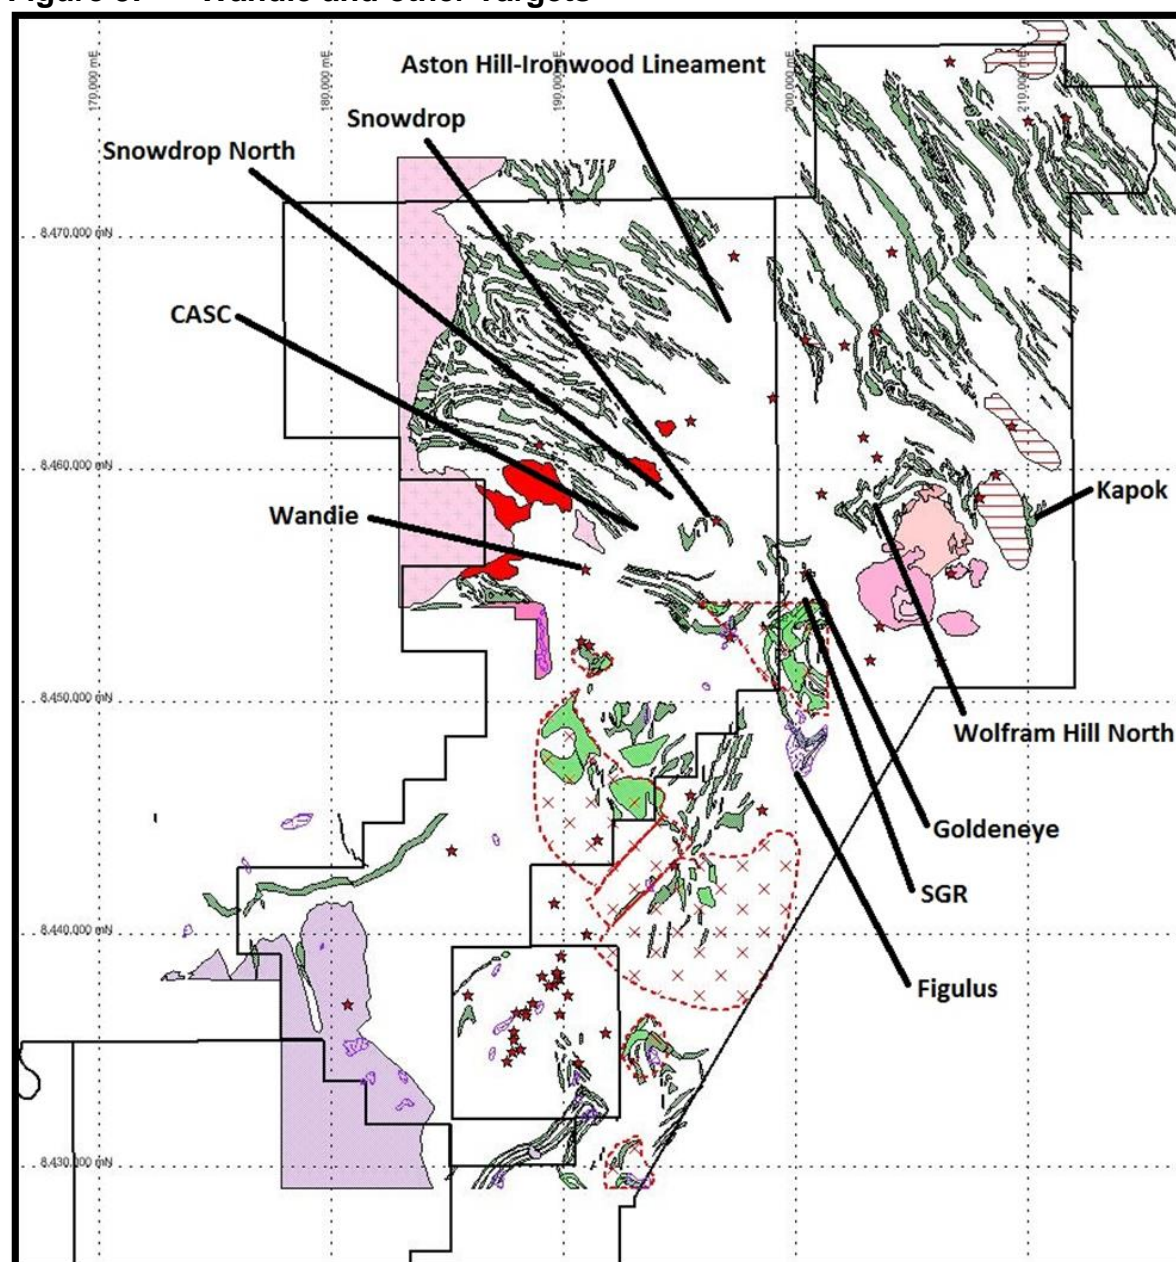 Figure 8. Wandie and other Targets
170,000 mE
180,000 mE
190,000 mE
200,000 mE
210,000 mE
Aston Hill-Ironwood Lineament
Snowdrop
Snowdrop North
8,470,000 mN
CASC
8,460,000 mN
Kapok
Wandie
8,450,000 mN
Wolfram Hill North
Goldeneye
SGR
8,440,000 mN
Figulus
8,430,000 mN